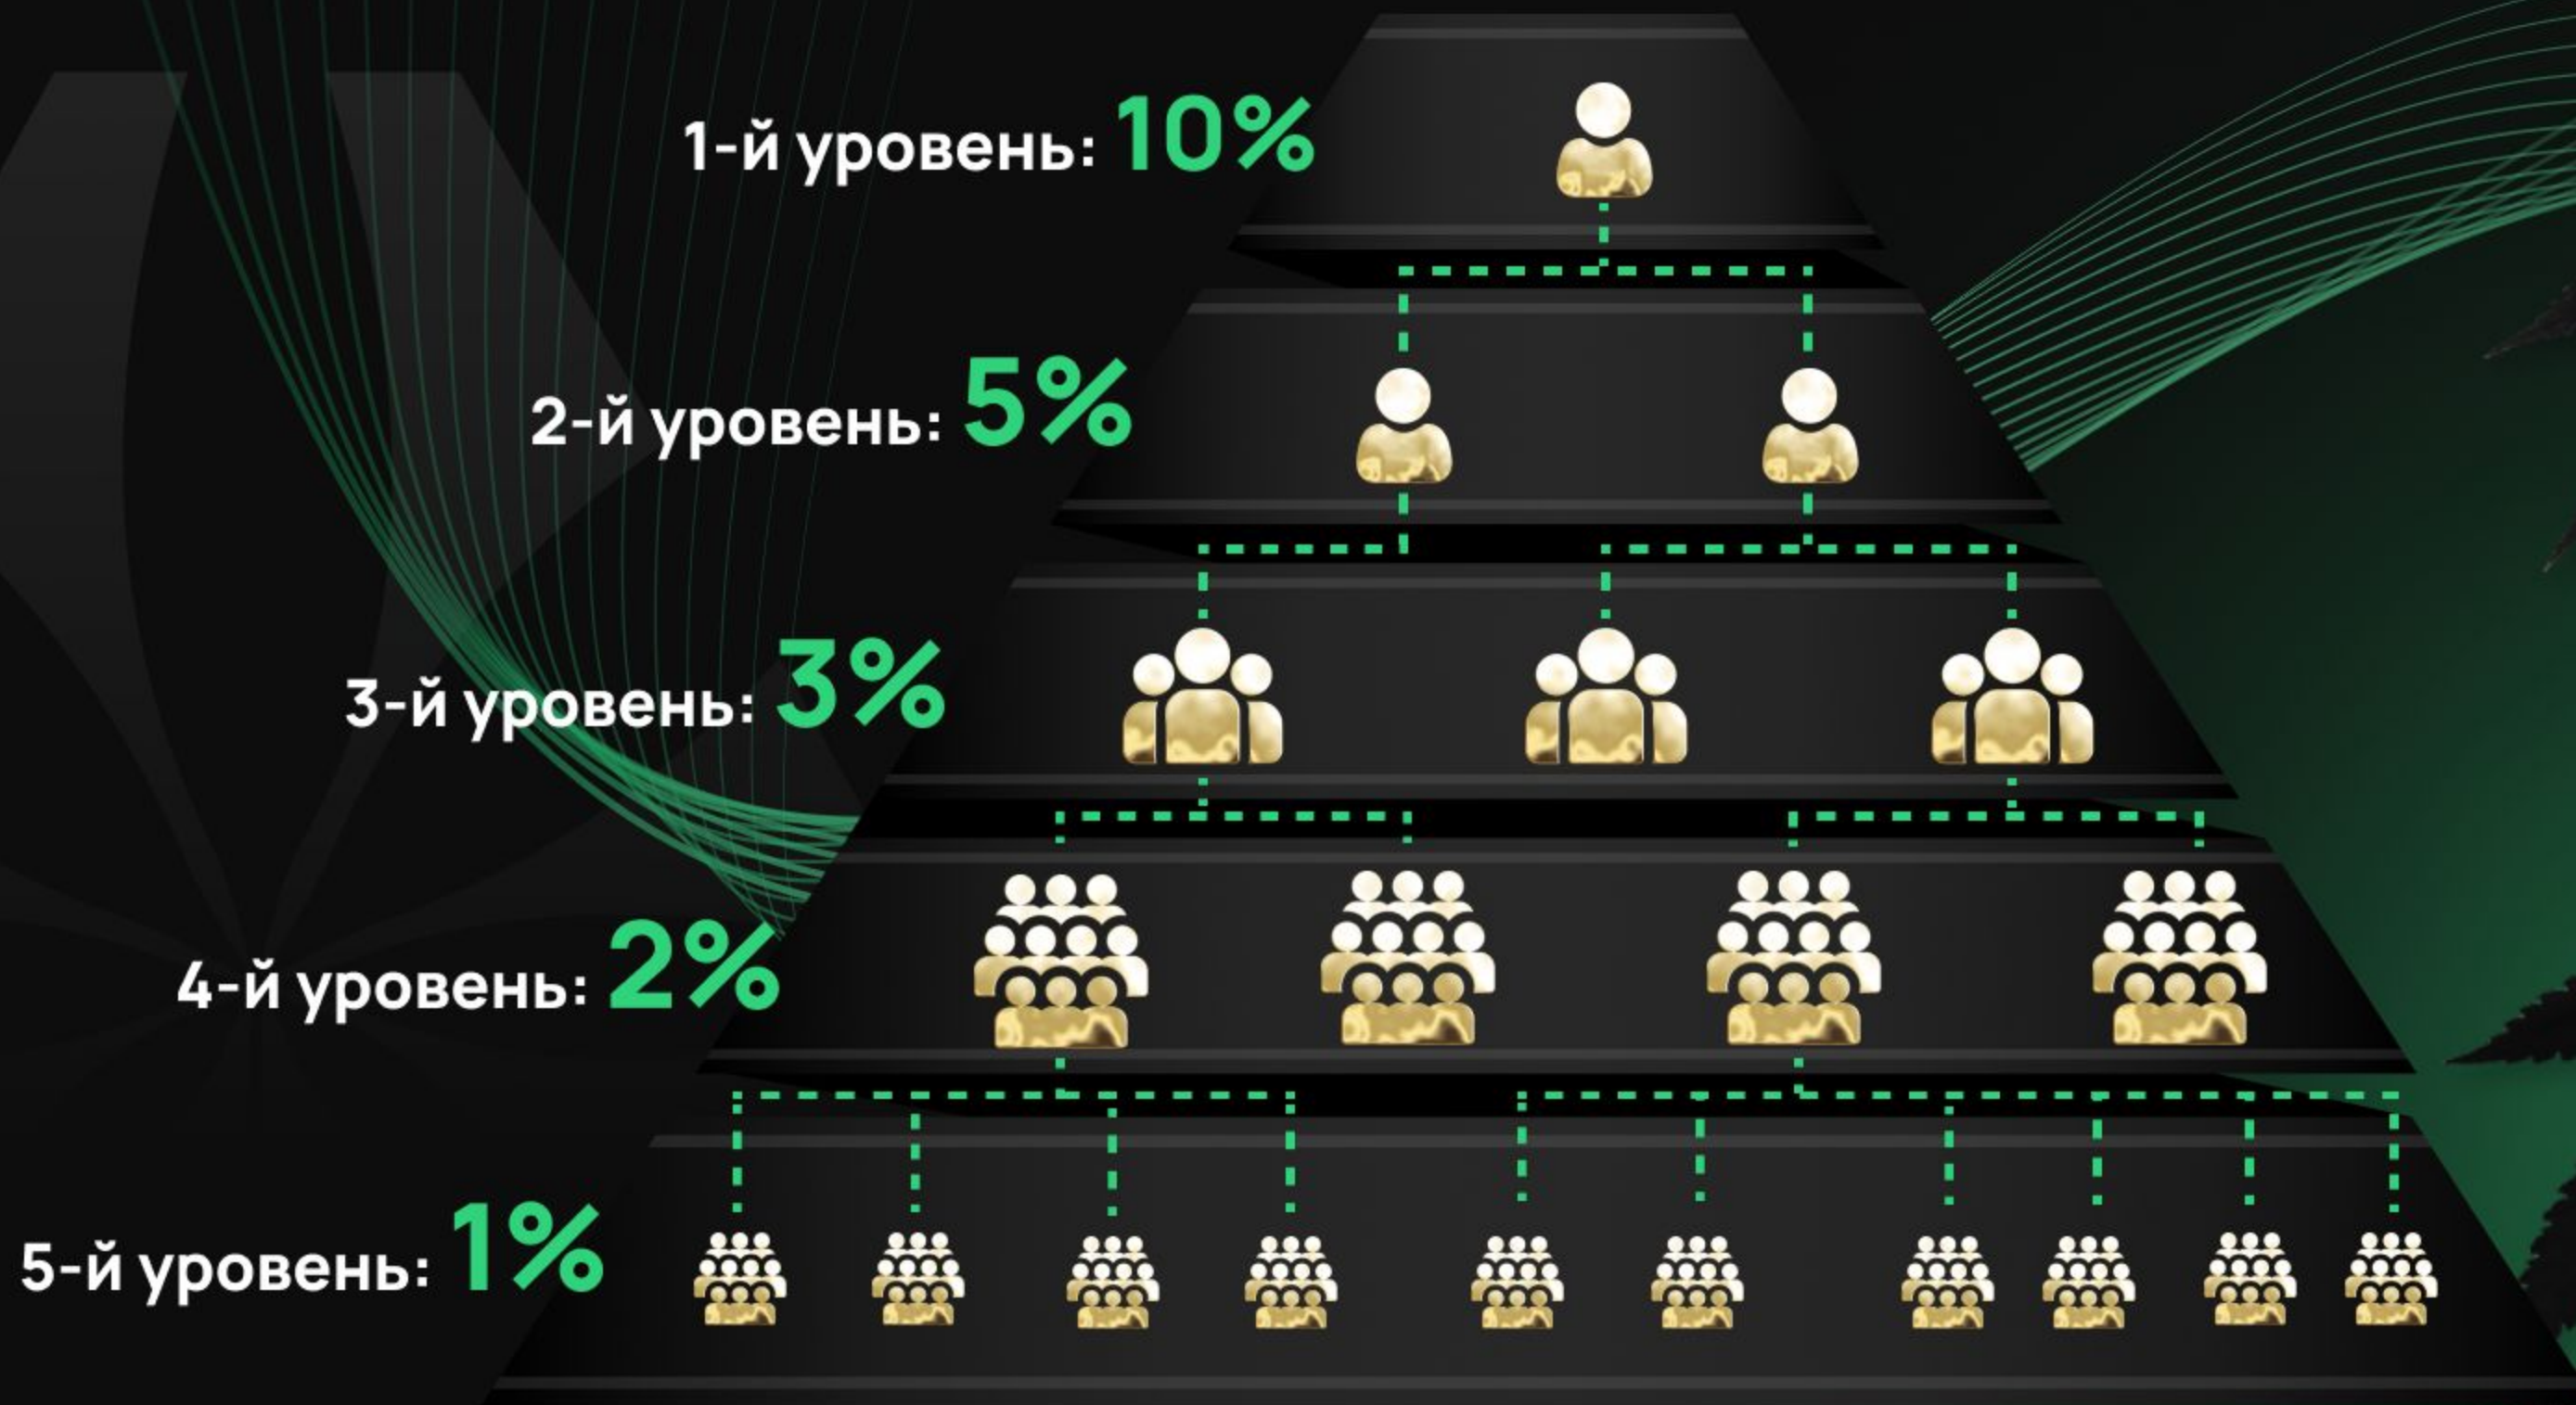 1-й уровень: 10%
2-й уровень: 5%
3-й уровень: 3%
4-й уровень: 2%
5-й уровень: 1%